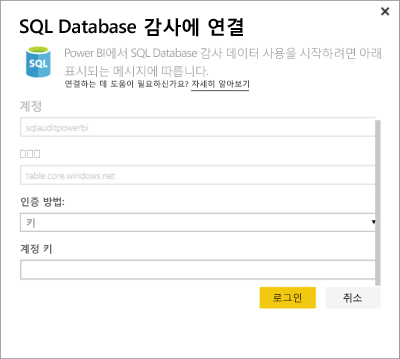 SQL Database 감사에 연결
SQL
Power BI에서 SQL Database 감사 데이터 사용을 시작하려면 아래
표시되는 메시지에 따릅니다.
연결하는 데 도움이 필요하신가요? 자세히 알아보기
계정
sqlauditpowerbi
□□□
table.core.windows.net
인증 방법:
키
계정 키
로그인
취소